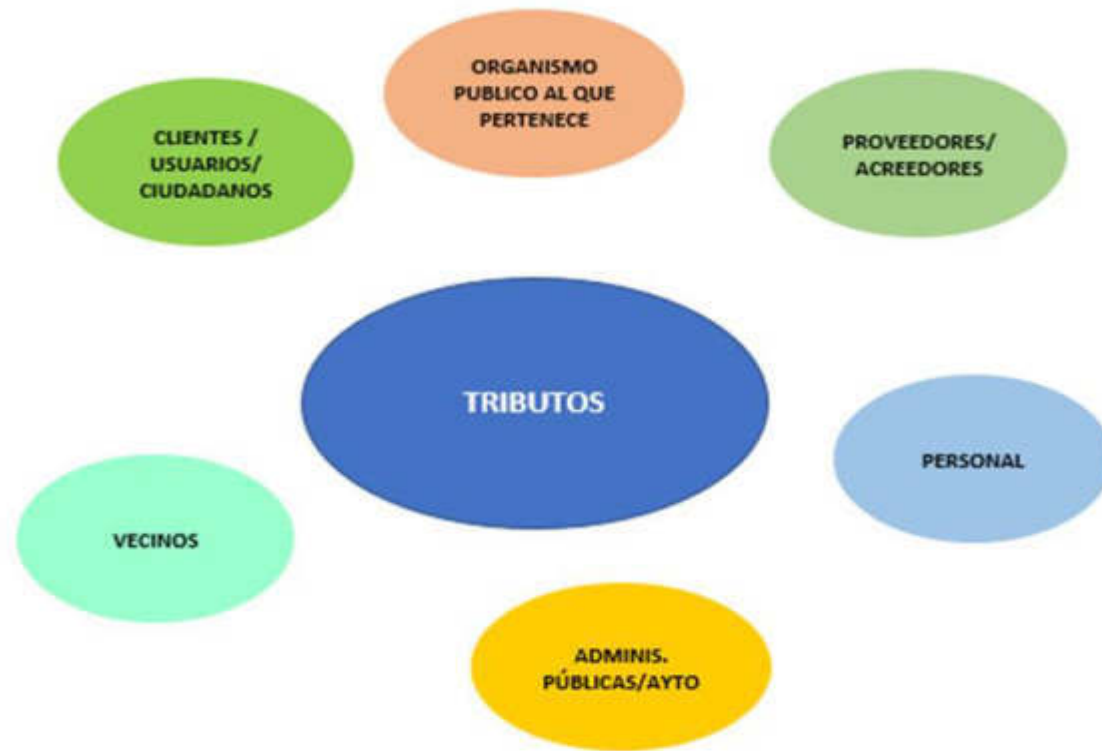 ORGANISMO
PUBLICO AL QUE
PERTENECE
CLIENTES /
USUARIOS/
CIUDADANOS
PROVEEDORES/
ACREEDORES
TRIBUTOS
PERSONAL
VECINOS
ADMINIS.
PÚBLICAS/AYTO